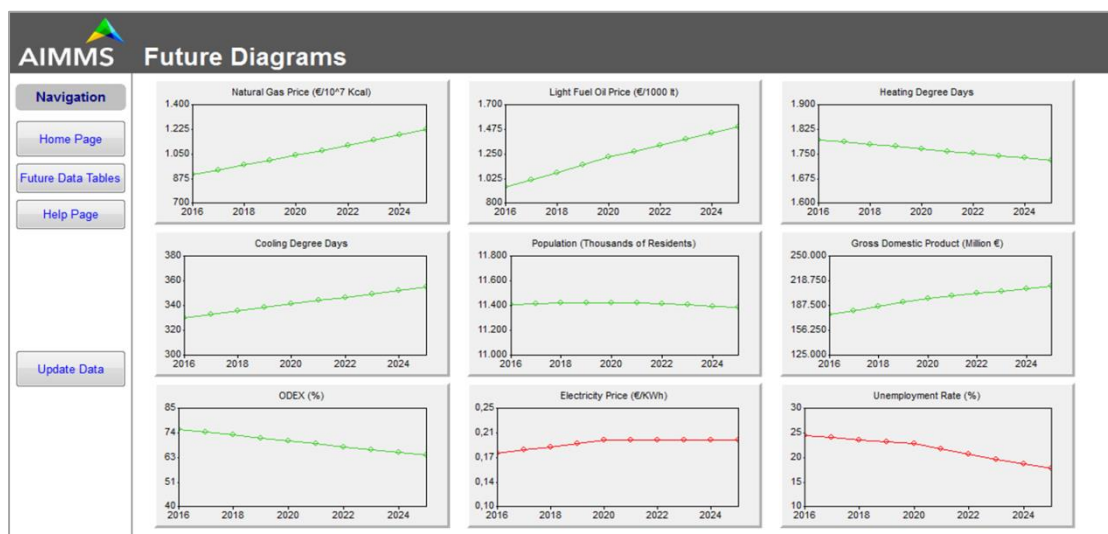 AIMMS
Future Diagrams
Navigation
Home Page
Future Data Tables
Help Page
Update Data
Natural Gas Price (€/10^7 Kcal)
1.400
1.225
1.050
875
700
2016 2018 2020 2022 2024
Light Fuel Oil Price (€/1000 lt)
1.700
1.475
1.250
1.025
800
2016 2018 2020 2022 2024
Heating Degree Days
1.900
1.825
1.750
1.675
1.600
2016 2018 2020 2022 2024
Cooling Degree Days
380
360
340
320
300
2016 2018 2020 2022 2024
Population (Thousands of Residents)
11.800
11.600
11.400
11.200
11.000
2016 2018 2020 2022 2024
Gross Domestic Product (Million €)
250.000
218.750
187.500
156.250
125.000
2016 2018 2020 2022 2024
ODEX (%)
85
74
63
51
40
2016 2018 2020 2022 2024
Electricity Price (€/KWh)
0,25
0,21
0,17
0,14
0,10
2016 2018 2020 2022 2024
Unemployment Rate (%)
30
25
20
15
10
2016 2018 2020 2022 2024